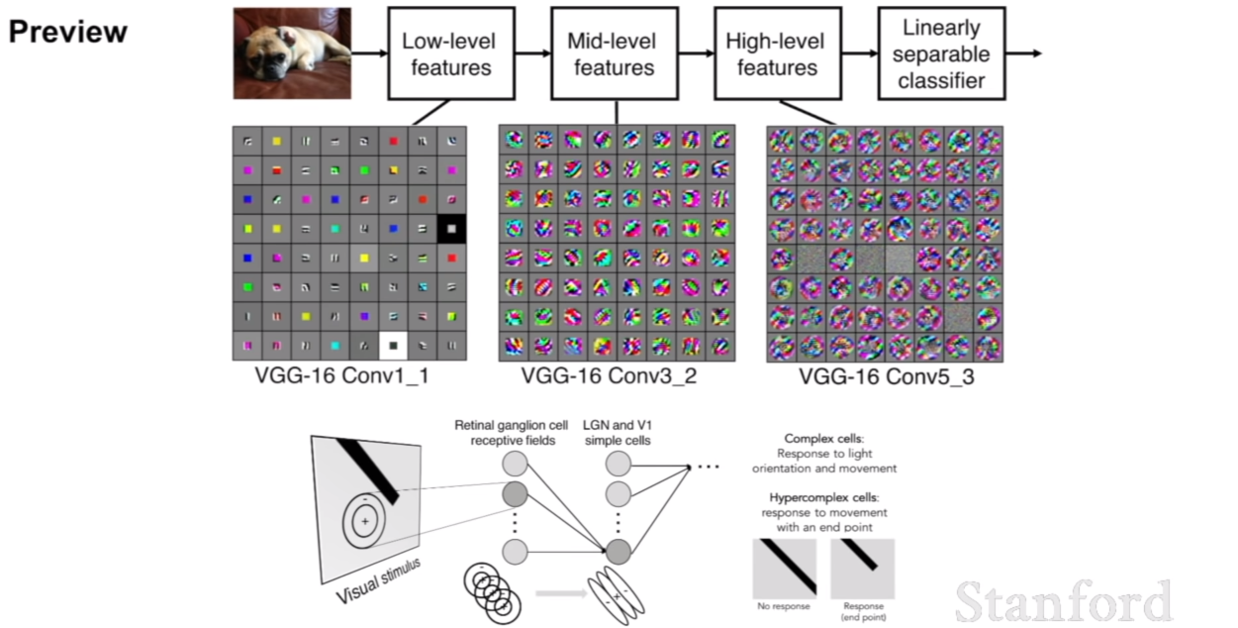 Preview
Low-level
features
Mid-level
features
High-level
features
Linearly
separable
classifier
VGG-16 Conv1_1
VGG-16 Conv3_2
VGG-16 Conv5_3
Retinal ganglion cell
receptive fields
LGN and V1
simple cells
Complex cells:
Response to light
orientation and movement
Hypercomplex cells:
response to movement
with an end point
Visual stimulus
No response
Response
(end point)
Stanford